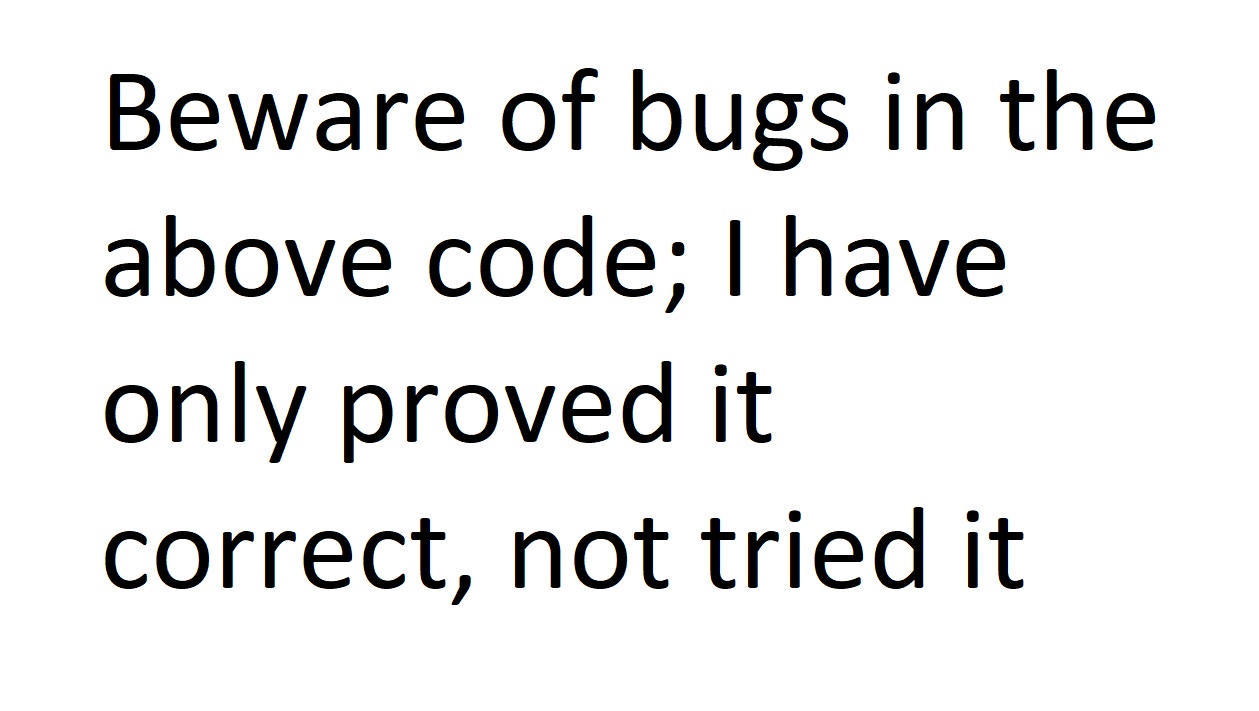 Beware of bugs in the
above code; I have
only proved it
correct, not tried it